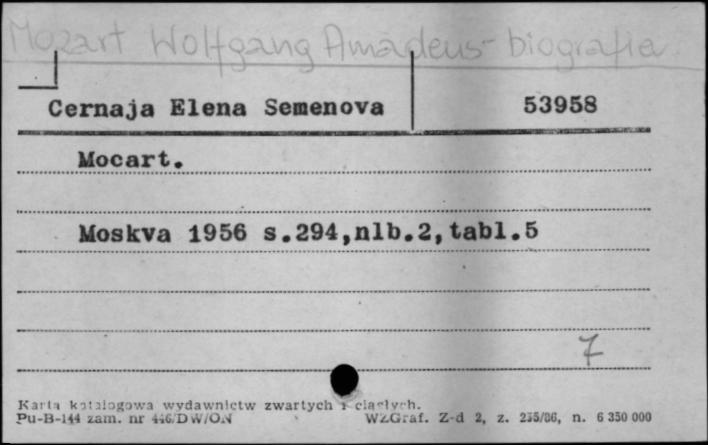 Mozart Wolfgang Amadeus - biografia
Cernaja Elena Semenova 53958
Mocart.
Moskva 1956 s.294,nlb.2,tabl.5
7
Karta katalogowa wydawnictw zwartych i ciągłych.
Pu-B-144 zam. nr 446/DW/ON WZGraf. Z-d 2, z. 235/86, n. 6 350 000